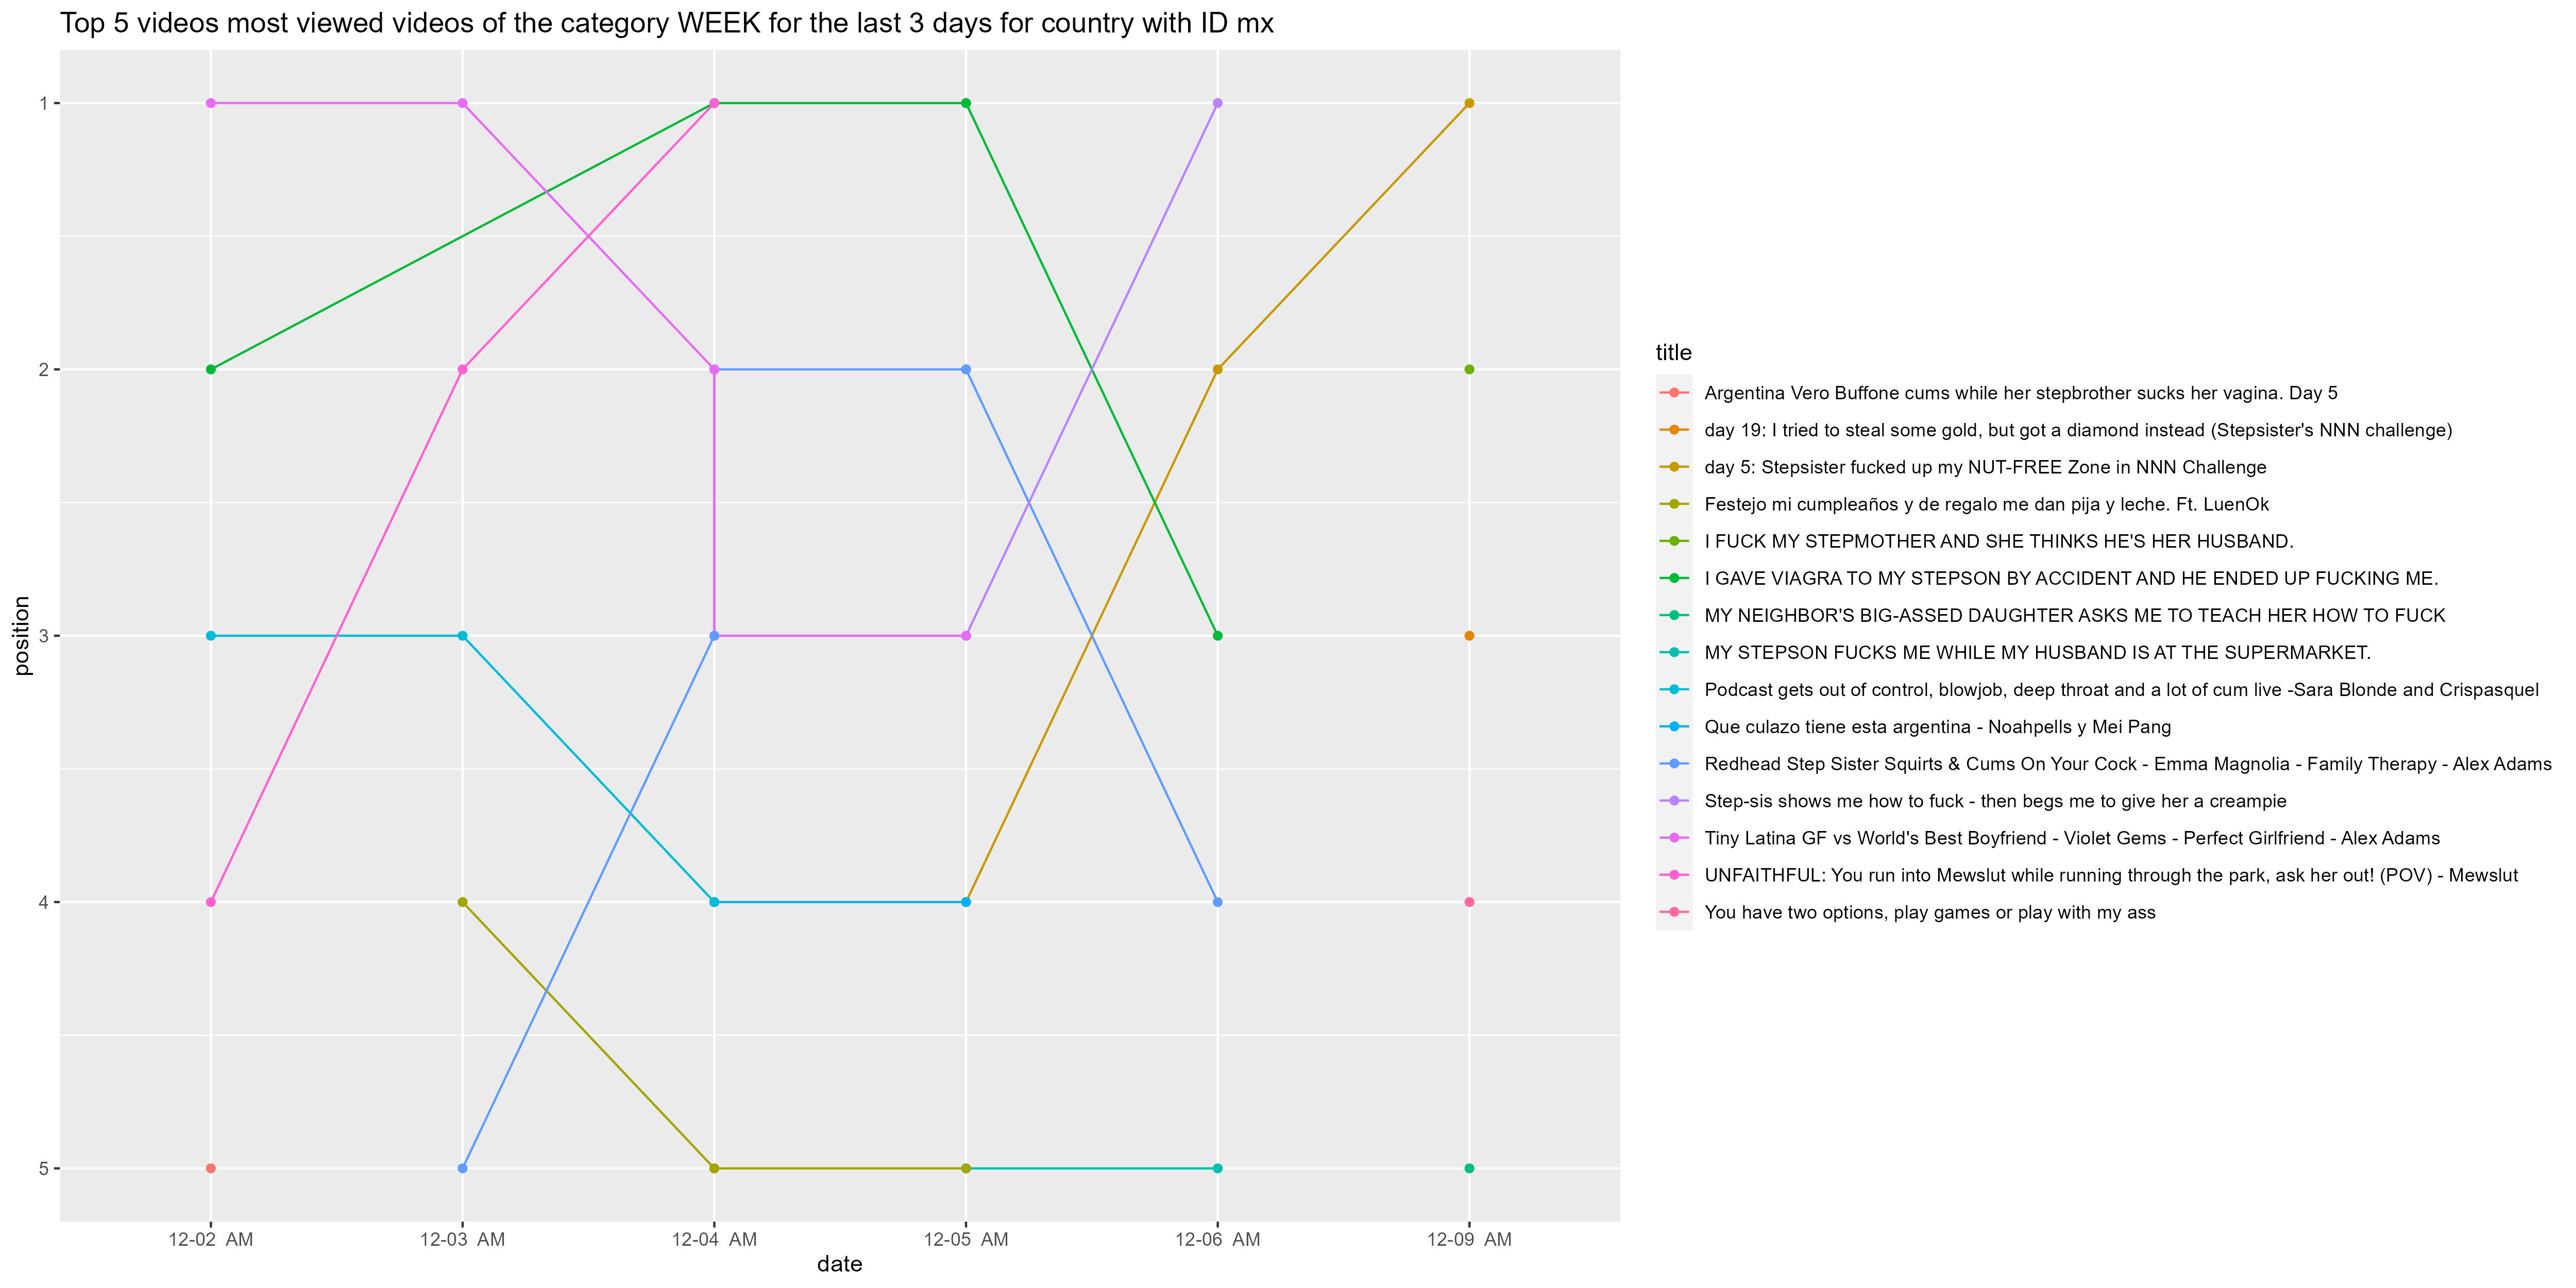 Top 5 videos most viewed videos of the category WEEK for the last 3 days for country with ID mx
1
2
3
4
5
position
12-02 AM
12-03 AM
12-04 AM
12-05 AM
12-06 AM
12-09 AM
date
title
Argentina Vero Buffone cums while her stepbrother sucks her vagina. Day 5
day 19: I tried to steal some gold, but got a diamond instead (Stepsister's NNN challenge)
day 5: Stepsister fucked up my NUT-FREE Zone in NNN Challenge
Festejo mi cumpleaños y de regalo me dan pija y leche. Ft. LuenOk
I FUCK MY STEPMOTHER AND SHE THINKS HE'S HER HUSBAND.
I GAVE VIAGRA TO MY STEPSON BY ACCIDENT AND HE ENDED UP FUCKING ME.
MY NEIGHBOR'S BIG-ASSED DAUGHTER ASKS ME TO TEACH HER HOW TO FUCK
MY STEPSON FUCKS ME WHILE MY HUSBAND IS AT THE SUPERMARKET.
Podcast gets out of control, blowjob, deep throat and a lot of cum live -Sara Blonde and Crispasquel
Que culazo tiene esta argentina - Noahpells y Mei Pang
Redhead Step Sister Squirts & Cums On Your Cock - Emma Magnolia - Family Therapy - Alex Adams
Step-sis shows me how to fuck - then begs me to give her a creampie
Tiny Latina GF vs World's Best Boyfriend - Violet Gems - Perfect Girlfriend - Alex Adams
UNFAITHFUL: You run into Mewslut while running through the park, ask her out! (POV) - Mewslut
You have two options, play games or play with my ass